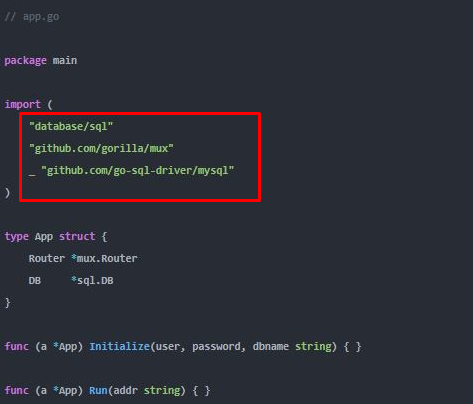 // app.go
package main
import (
"database/sql"
"github.com/gorilla/mux"
_ "github.com/go-sql-driver/mysql"
)
type App struct {
Router *mux.Router
DB *sql.DB
}
func (a *App) Initialize(user, password, dbname string) { }
func (a *App) Run(addr string) { }